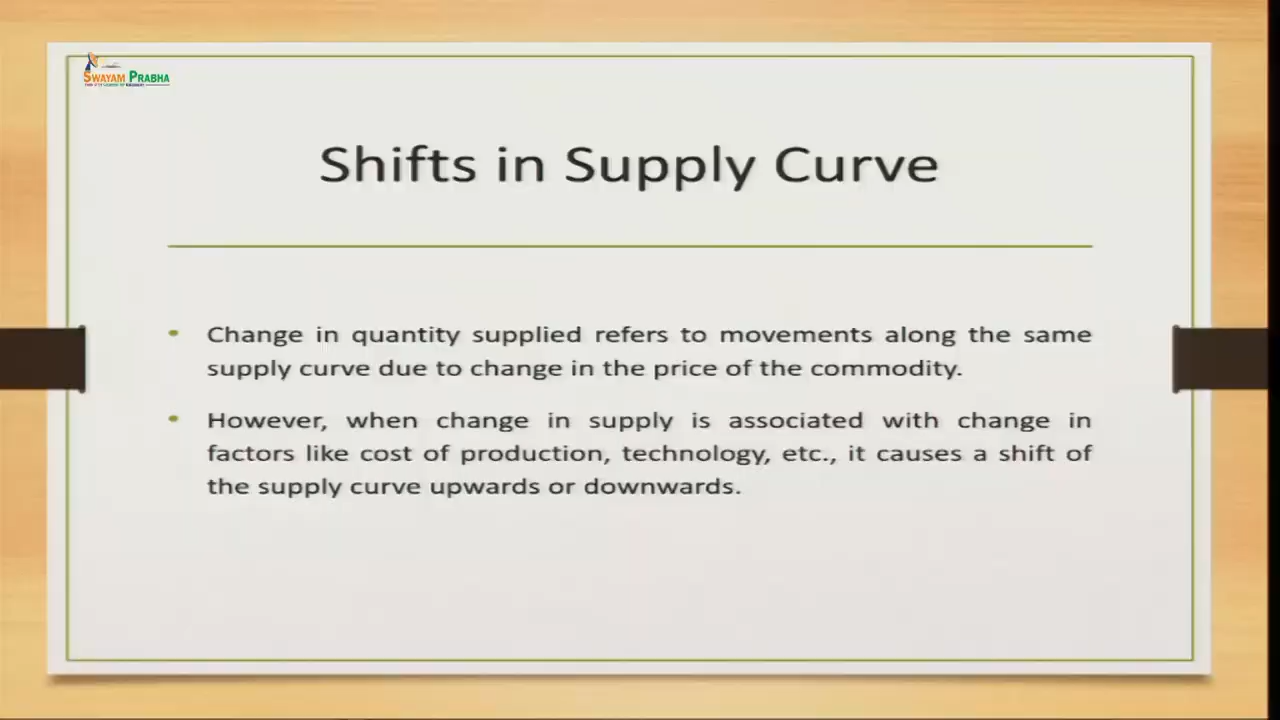 SWAYAM PRABHA
Shifts in Supply Curve
• Change in quantity supplied refers to movements along the same
supply curve due to change in the price of the commodity.
• However, when change in supply is associated with change in
factors like cost of production, technology, etc., it causes a shift of
the supply curve upwards or downwards.